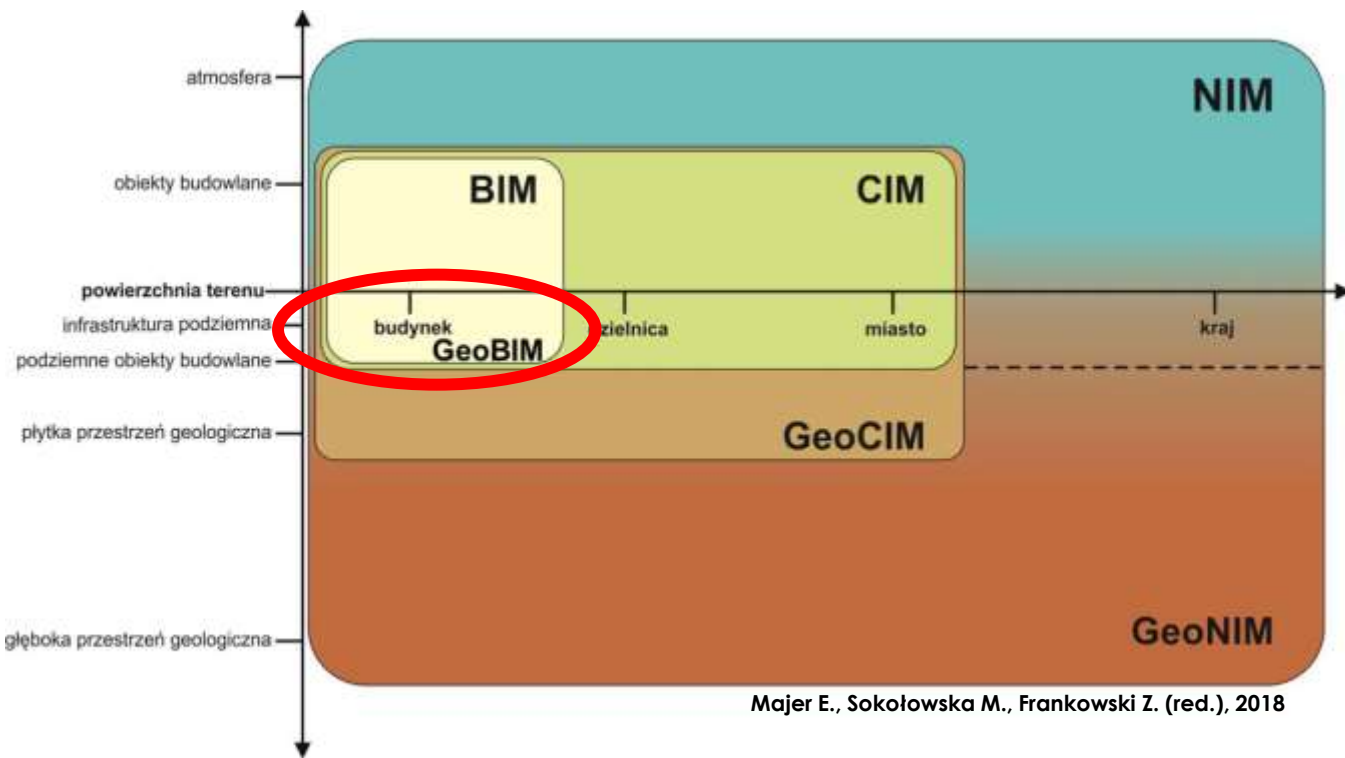 atmosfera
NIM
obiekty budowlane
BIM
CIM
powierzchnia terenu
infrastruktura podziemna
budynek
zielnica
miasto
kraj
GeoBIM
podziemne obiekty budowlane
płytka przestrzeń geologiczna
GeoCIM
głęboka przestrzeń geologiczna
GeoNIM
Majer E., Sokołowska M., Frankowski Z. (red.), 2018